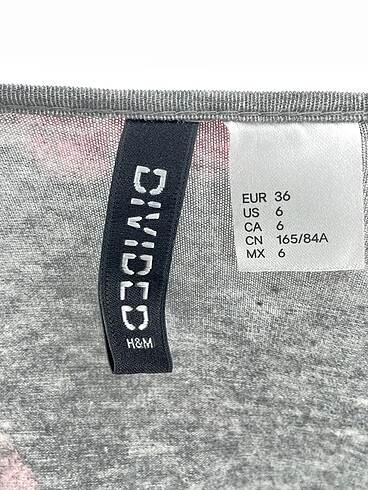 DIVIDED
H&M
EUR 36
US 6
CA 6
CN 165/84A
MX 6